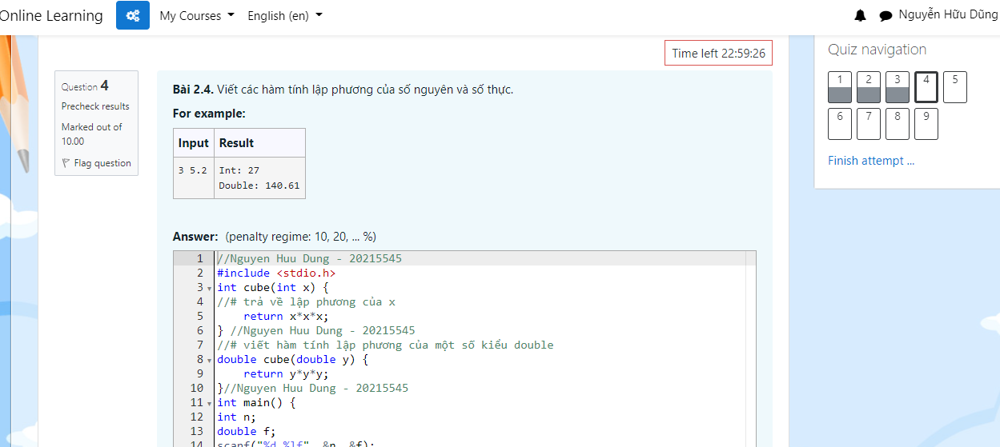 Online Learning My Courses English (en) Nguyễn Hữu Dũng
Time left 22:59:26
Question 4
Precheck results
Marked out of
10.00
Flag question
Bài 2.4. Viết các hàm tính lập phương của số nguyên và số thực.
For example:
Input Result
3 5.2 Int: 27
Double: 140.61
Answer: (penalty regime: 10, 20, ... %)
1 //Nguyen Huu Dung - 20215545
2 #include <stdio.h>
3 int cube(int x) {
4 //# trả về lập phương của x
5 return x*x*x;
6 } //Nguyen Huu Dung - 20215545
7 //# viết hàm tính lập phương của một số kiểu double
8 double cube(double y) {
9 return y*y*y;
10 }//Nguyen Huu Dung - 20215545
11 int main() {
12 int n;
13 double f;
14 scanf("%d %lf", &n, &f);
Quiz navigation
1 2 3 4 5
6 7 8 9
Finish attempt ...